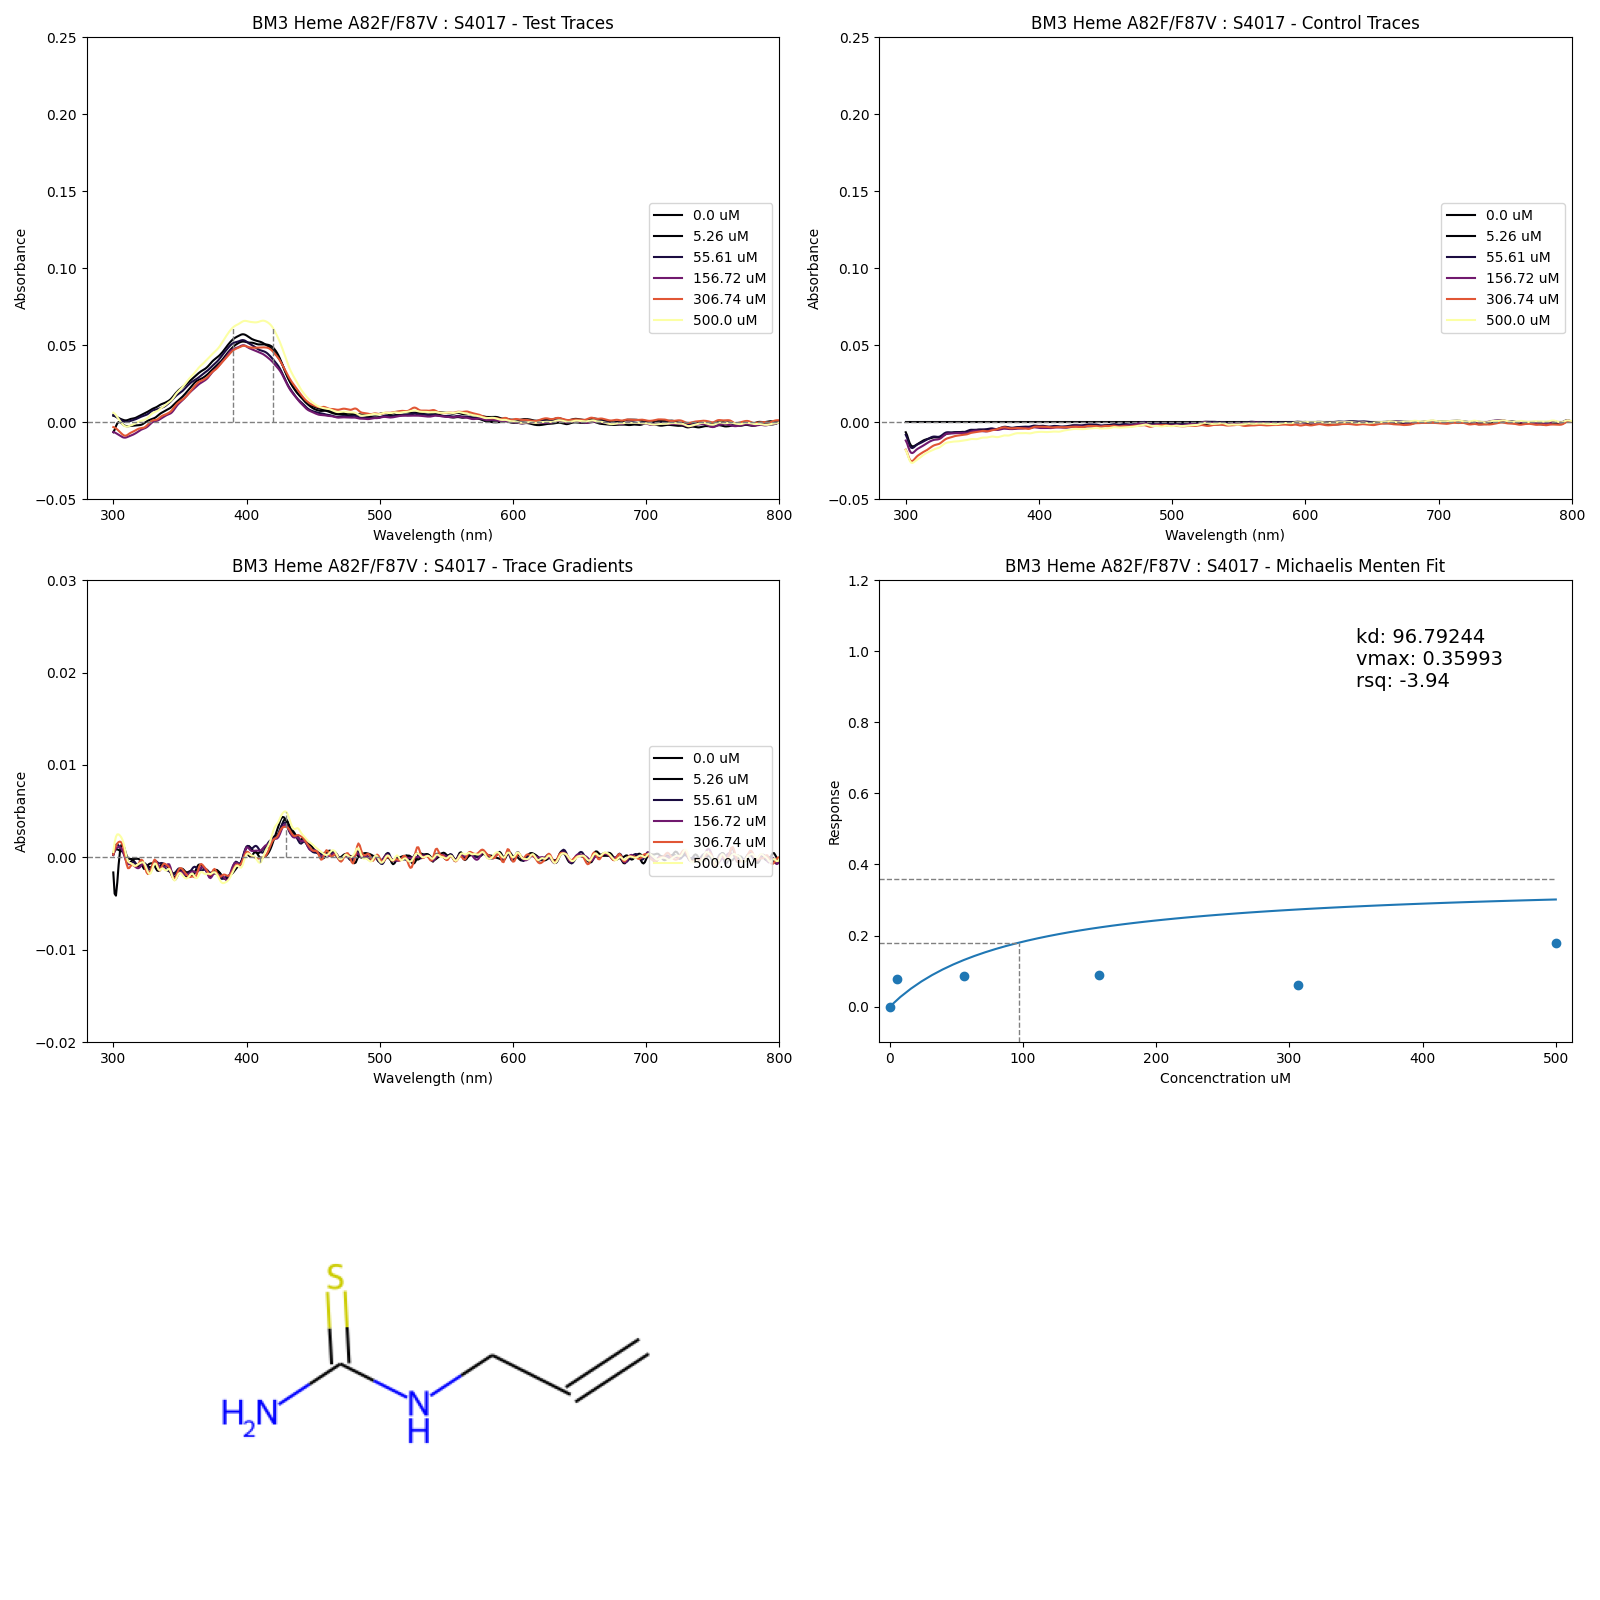 BM3 Heme A82F/F87V : S4017 - Test Traces
0.25
0.20
0.15
0.10
0.05
0.00
−0.05
Absorbance
300 400 500 600 700 800
Wavelength (nm)
0.0 uM
5.26 uM
55.61 uM
156.72 uM
306.74 uM
500.0 uM
BM3 Heme A82F/F87V : S4017 - Control Traces
0.25
0.20
0.15
0.10
0.05
0.00
−0.05
Absorbance
300 400 500 600 700 800
Wavelength (nm)
0.0 uM
5.26 uM
55.61 uM
156.72 uM
306.74 uM
500.0 uM
BM3 Heme A82F/F87V : S4017 - Trace Gradients
0.03
0.02
0.01
0.00
−0.01
−0.02
Absorbance
300 400 500 600 700 800
Wavelength (nm)
0.0 uM
5.26 uM
55.61 uM
156.72 uM
306.74 uM
500.0 uM
BM3 Heme A82F/F87V : S4017 - Michaelis Menten Fit
1.2
1.0
0.8
0.6
0.4
0.2
0.0
Response
kd: 96.79244
vmax: 0.35993
rsq: -3.94
0 100 200 300 400 500
Concenctration uM
S
H2N
N
H